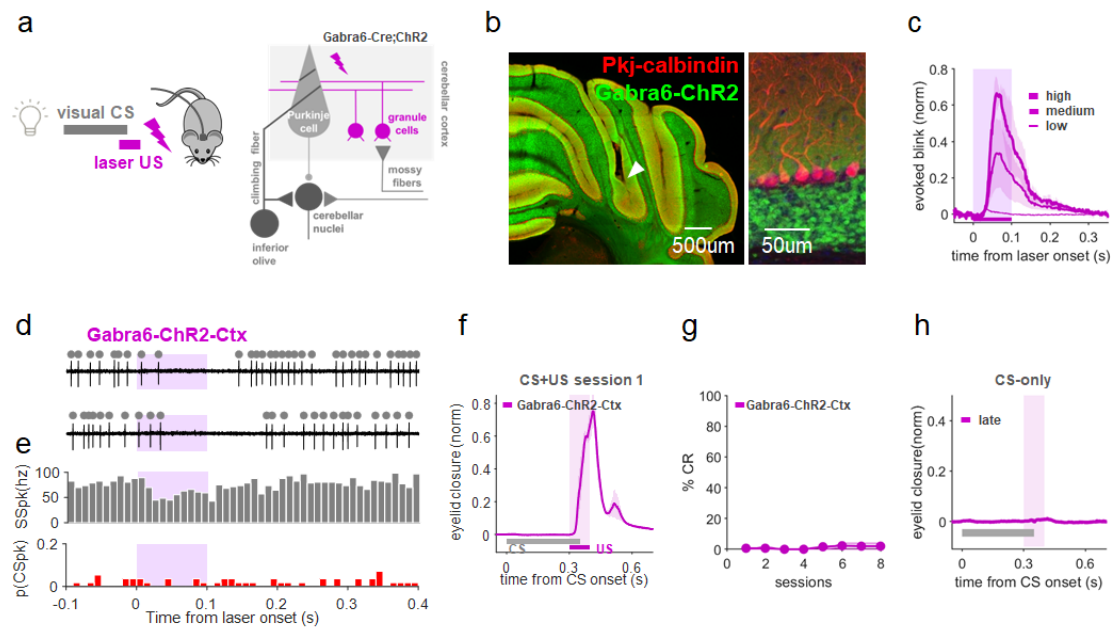 a
visual CS
laser US
Gabra6-Cre;ChR2
Purkinje
cell
granule
cells
cerebellar
cortex
climbing fiber
mossy
fibers
cerebellar
nuclei
inferior
olive
b
Pkj-calbindin
Gabra6-ChR2
500um
50um
c
evoked blink (norm)
0.8
0.6
0.4
0.2
0
high
medium
low
0
0.1
0.2
0.3
time from laser onset (s)
d
Gabra6-ChR2-Ctx
e
SSpk(hz)
100
50
0
p(CSpk)
0.2
0
-0.1
0
0.1
0.2
0.3
0.4
Time from laser onset (s)
f
CS+US session 1
Gabra6-ChR2-Ctx
eyelid closure(norm)
0.8
0.6
0.4
0.2
0
CS
US
0
0.2
0.4
0.6
time from CS onset (s)
g
Gabra6-ChR2-Ctx
% CR
100
80
60
40
20
0
0
2
4
6
8
sessions
h
CS-only
late
eyelid closure(norm)
0.4
0.2
0
0
0.3
0.6
time from CS onset (s)